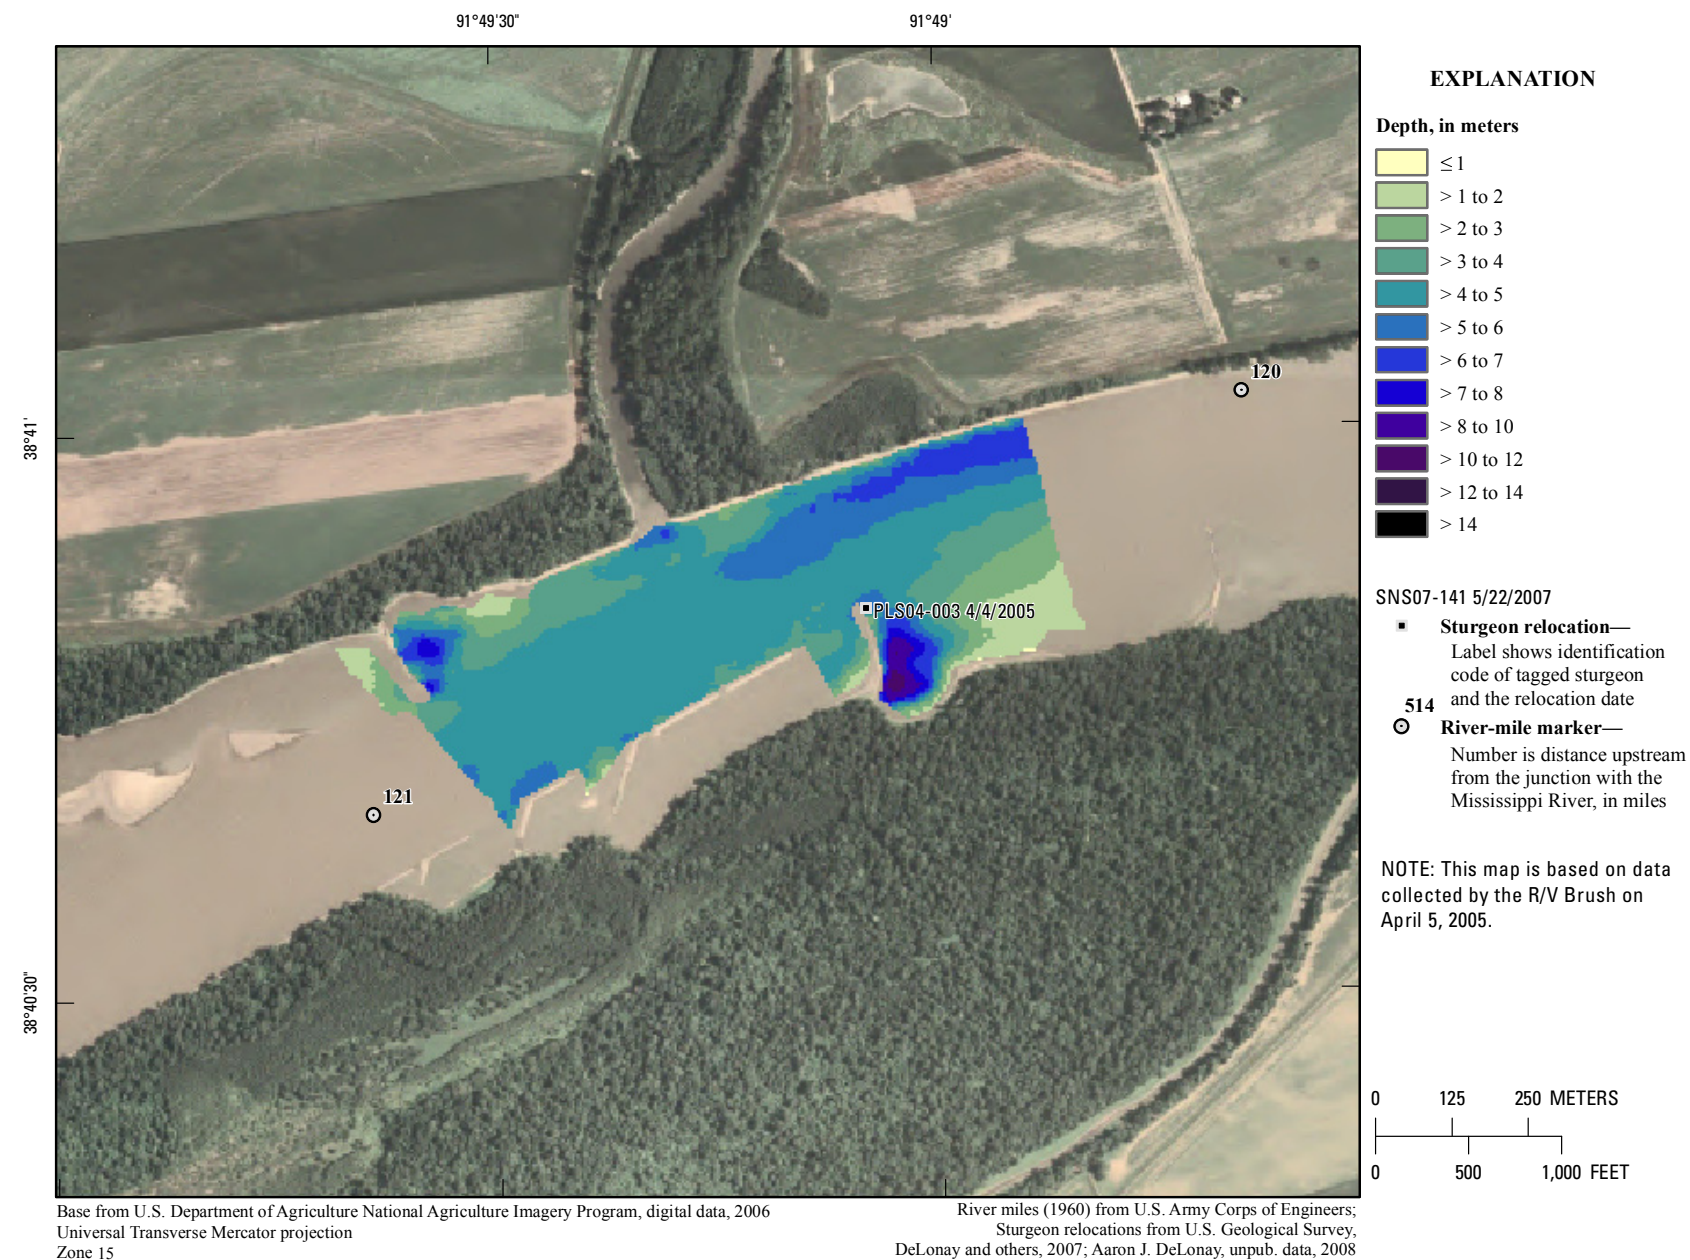 91°49'30"
91°49'
38°41'
38°40'30"
120
PLS04-003 4/4/2005
121
EXPLANATION
Depth, in meters
≤ 1
> 1 to 2
> 2 to 3
> 3 to 4
> 4 to 5
> 5 to 6
> 6 to 7
> 7 to 8
> 8 to 10
> 10 to 12
> 12 to 14
> 14
SNS07-141 5/22/2007
Sturgeon relocation—
Label shows identification
code of tagged sturgeon
and the relocation date
514
River-mile marker—
Number is distance upstream
from the junction with the
Mississippi River, in miles
NOTE: This map is based on data
collected by the R/V Brush on
April 5, 2005.
0 125 250 METERS
0 500 1,000 FEET
Base from U.S. Department of Agriculture National Agriculture Imagery Program, digital data, 2006
Universal Transverse Mercator projection
Zone 15
River miles (1960) from U.S. Army Corps of Engineers;
Sturgeon relocations from U.S. Geological Survey,
DeLonay and others, 2007; Aaron J. DeLonay, unpub. data, 2008